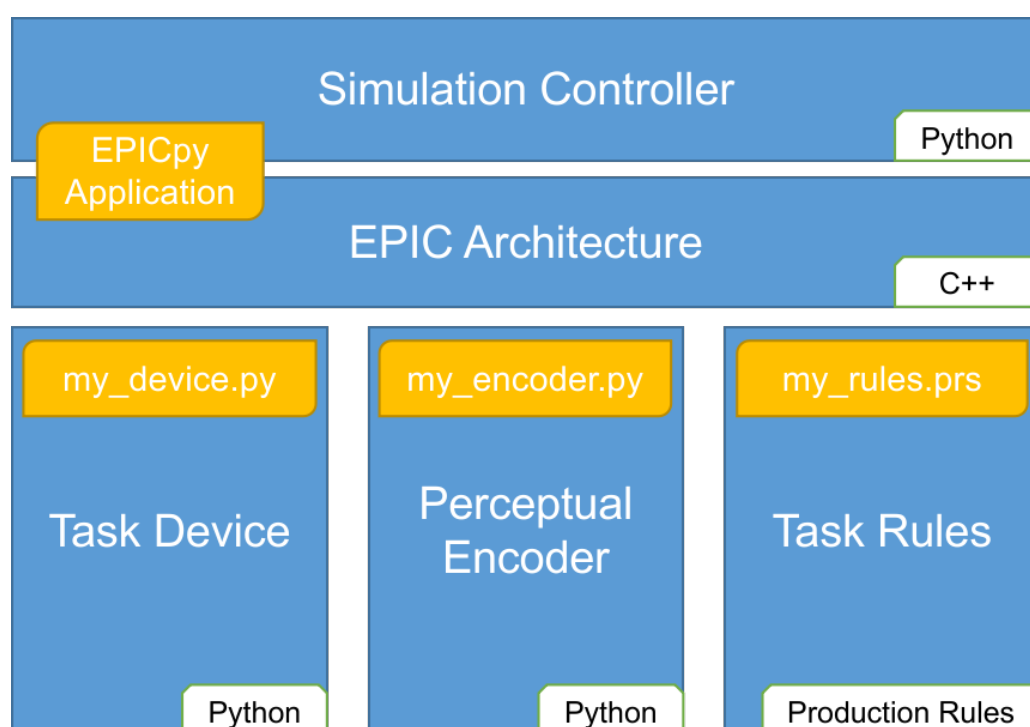 Simulation Controller
Python
EPICpy
Application
EPIC Architecture
C++
my_device.py
Task Device
Python
my_encoder.py
Perceptual
Encoder
Python
my_rules.prs
Task Rules
Production Rules